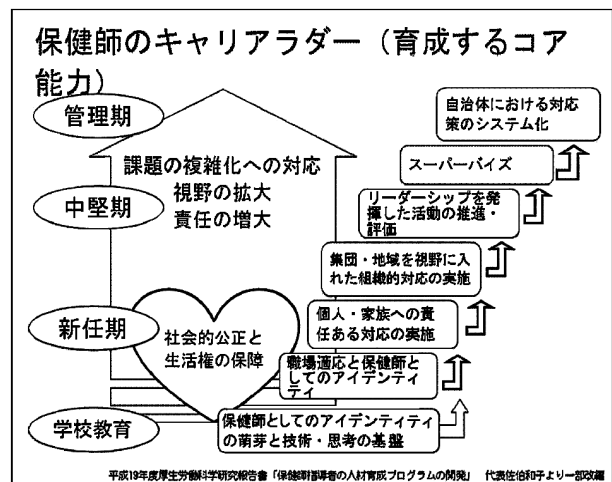 保健師のキャリアラダー（育成するコア
能力）
管理期
自治体における対応
策のシステム化
課題の複雑化への対応
視野の拡大
責任の増大
スーパーバイズ
中堅期
リーダーシップを発
揮した活動の推進・
評価
集団・地域を視野に入
れた組織的対応の実施
新任期
個人・家族への責
任ある対応の実施
社会的公正と
生活権の保障
職場適応と保健師と
してのアイデンティ
ティ
学校教育
保健師としてのアイデンティティ
の萌芽と技術・思考の基盤
平成19年度厚生労働科学研究報告書「保健師指導者の人材育成プログラムの開発」　代表佐伯和子より一部改編